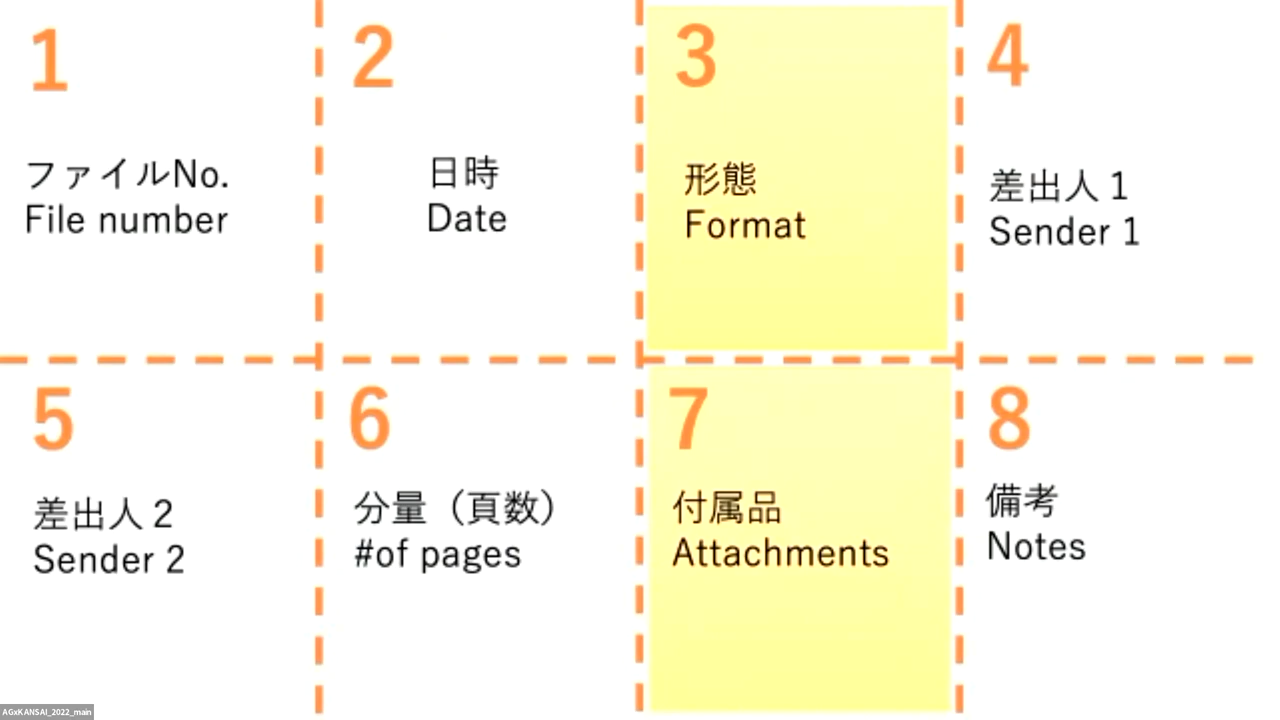 1
ファイルNo.
File number
2
日時
Date
3
形態
Format
4
差出人 1
Sender 1
5
差出人 2
Sender 2
6
分量（頁数）
#of pages
7
付属品
Attachments
8
備考
Notes
AGxKANSAI_2022_main